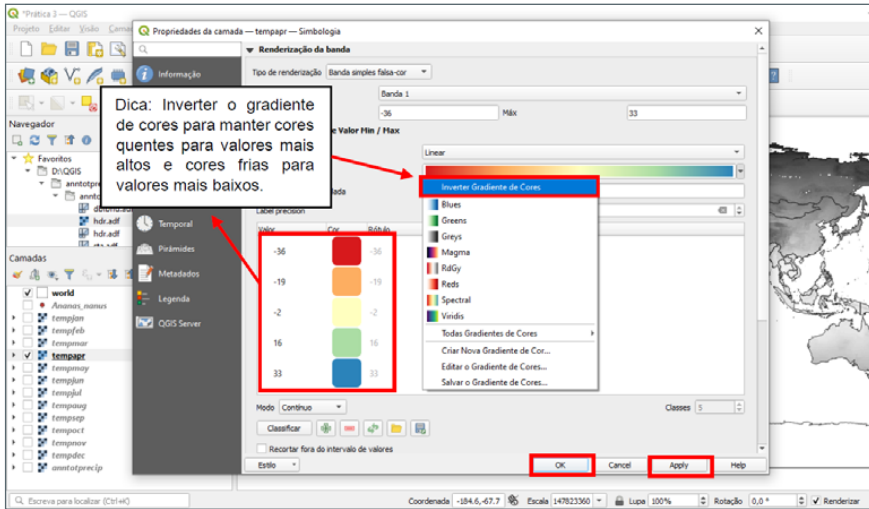 *Prática 3 — QGIS
Projeto Editar Visão Camad
Propriedades da camada — tempapr — Simbologia
Informação
Renderização da banda
Tipo de renderização Banda simples falsa-cor
Banda 1
-36 Máx 33
e Valor Min / Max
Linear
Dica: Inverter o gradiente
de cores para manter cores
quentes para valores mais
altos e cores frias para
valores mais baixos.
Inverter Gradiente de Cores
Blues
Greens
Greys
Magma
RdGy
Reds
Spectral
Viridis
Todas Gradientes de Cores
Criar Nova Gradiente de Cor...
Editar o Gradiente de Cores...
Salvar o Gradiente de Cores...
Label precision
Valor Cor Rótulo
-36 -36
-19 -19
-2 -2
16 16
33 33
Modo Contínuo
Classes 5
Classificar
Recortar fora do intervalo de valores
Estilo OK Cancel Apply Help
Temporal
Pirâmides
Metadados
Legenda
QGIS Server
Navegador
Favoritos
D:\QGIS
anntotpre
annto
hdr.adf
hdr.adf
Camadas
world
Ananas_nanus
tempjan
tempfeb
tempmar
tempapr
tempmay
tempjun
tempjul
tempaug
tempsep
tempoct
tempnov
tempdec
anntotprecip
Escreva para localizar (Ctrl+K)
Coordenada -184.6,-67.7 Escala 147823360 Lupa 100% Rotação 0,0 ° Renderizar